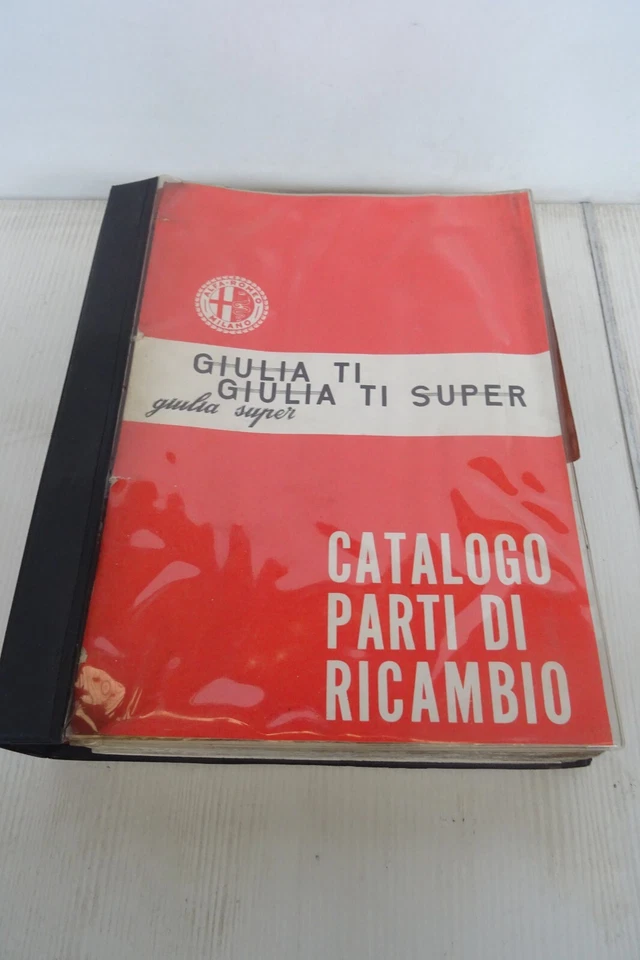 ALFA-ROMEO
MILANO
GIULIA TI
GIULIA TI SUPER
giulia super
CATALOGO
PARTI DI
RICAMBIO